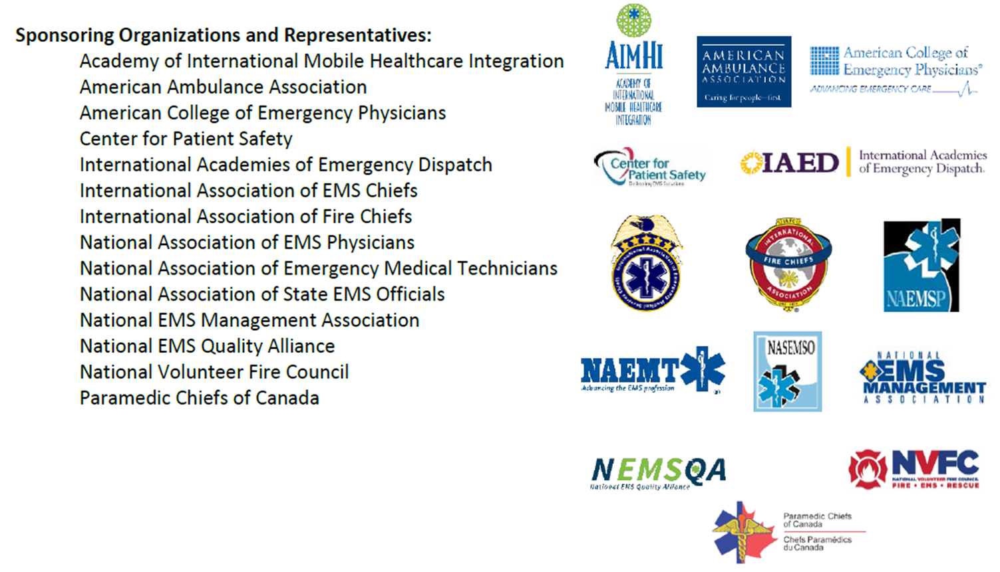 Sponsoring Organizations and Representatives:
Academy of International Mobile Healthcare Integration
American Ambulance Association
American College of Emergency Physicians
Center for Patient Safety
International Academies of Emergency Dispatch
International Association of EMS Chiefs
International Association of Fire Chiefs
National Association of EMS Physicians
National Association of Emergency Medical Technicians
National Association of State EMS Officials
National EMS Management Association
National EMS Quality Alliance
National Volunteer Fire Council
Paramedic Chiefs of Canada
AIMHI
ACADEMY OF
INTERNATIONAL
MOBILE HEALTHCARE
INTEGRATION
AMERICAN
AMBULANCE
ASSOCIATION
Caring for people—first.
American College of
Emergency Physicians®
ADVANCING EMERGENCY CARE
Center for
Patient Safety
IAED
International Academies
of Emergency Dispatch.
International Association of Emergency Medical Services Chiefs
INTERNATIONAL
FIRE CHIEFS
ASSOCIATION
®
NAEMSP
NAEMT
Advancing the EMS profession
®
NASEMSO
NATIONAL
EMS
MANAGEMENT
ASSOCIATION
NEMSQA
National EMS Quality Alliance
NVFC
NATIONAL VOLUNTEER FIRE COUNCIL
FIRE • EMS • RESCUE
Paramedic Chiefs
of Canada
Chefs Paramédics
du Canada